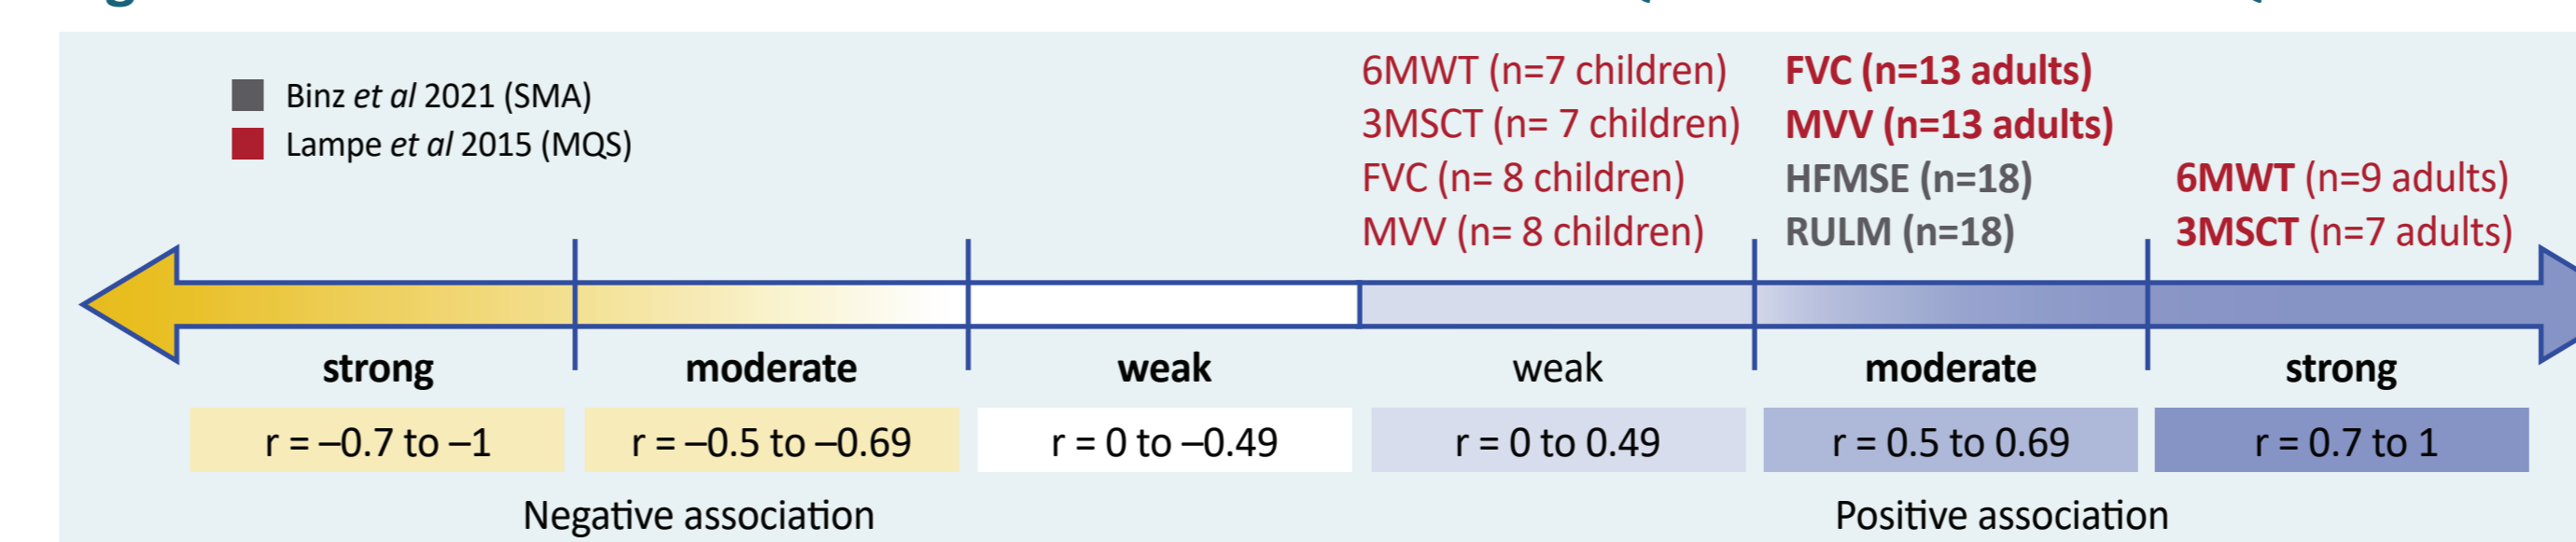 Binz et al 2021 (SMA)
Lampe et al 2015 (MQS)
6MWT (n=7 children)
3MSCT (n= 7 children)
FVC (n= 8 children)
MVV (n= 8 children)
FVC (n=13 adults)
MVV (n=13 adults)
HFMSE (n=18)
RULM (n=18)
6MWT (n=9 adults)
3MSCT (n=7 adults)
strong
moderate
weak
weak
moderate
strong
r = –0.7 to –1
r = –0.5 to –0.69
r = 0 to –0.49
r = 0 to 0.49
r = 0.5 to 0.69
r = 0.7 to 1
Negative association
Positive association